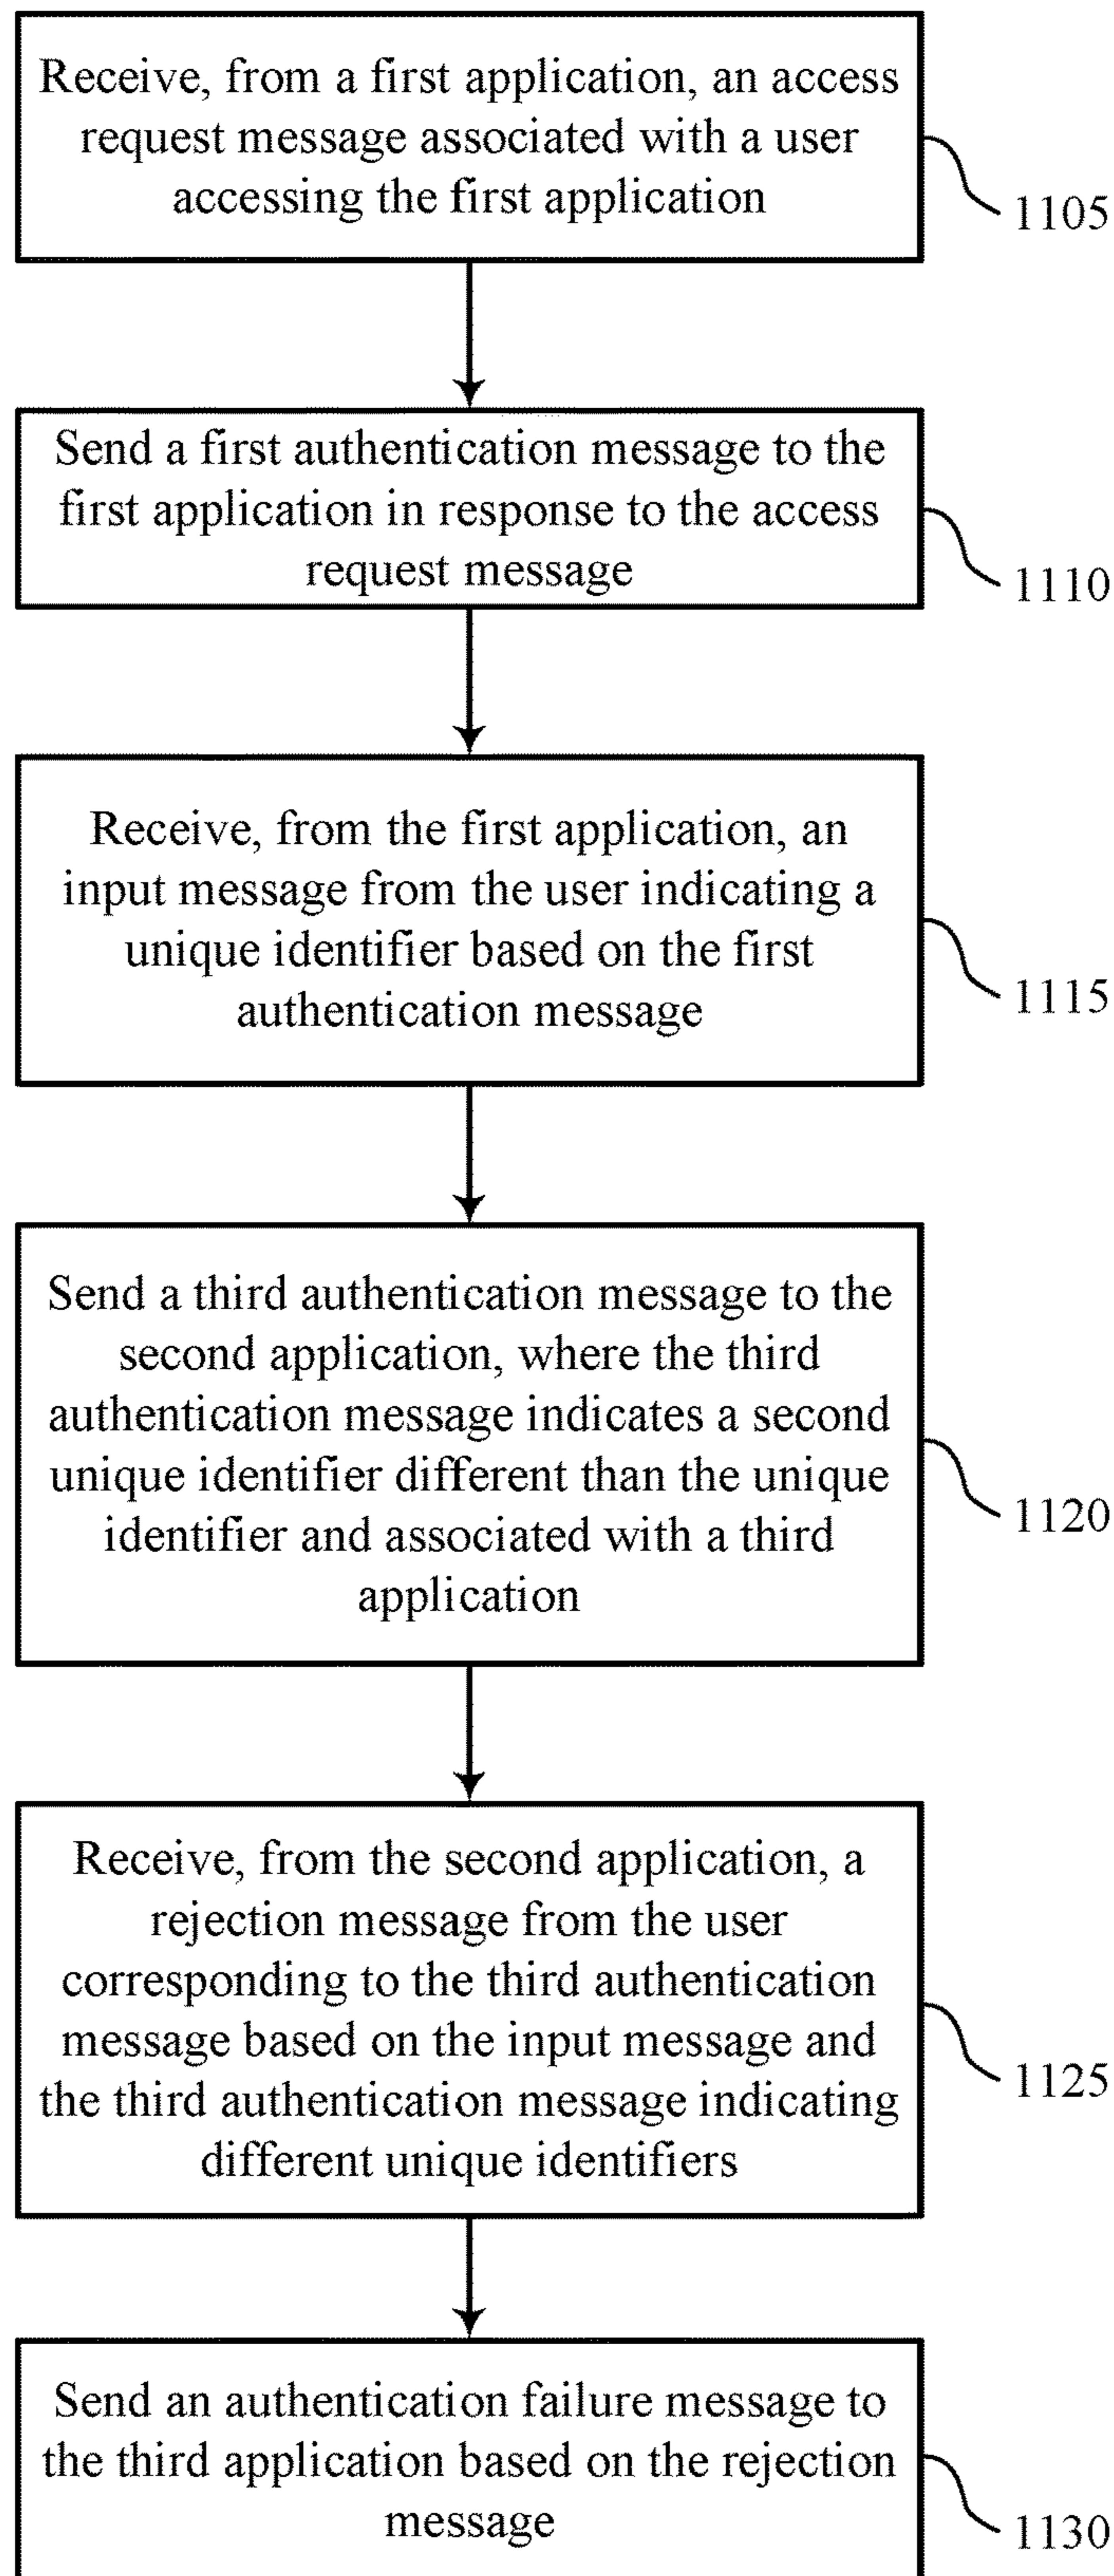 Receive, from a first application, an access
request message associated with a user
accessing the first application
1105
Send a first authentication message to the
first application in response to the access
request message
1110
Receive, from the first application, an
input message from the user indicating a
unique identifier based on the first
authentication message
1115
Send a third authentication message to the
second application, where the third
authentication message indicates a second
unique identifier different than the unique
identifier and associated with a third
application
1120
Receive, from the second application, a
rejection message from the user
corresponding to the third authentication
message based on the input message and
the third authentication message indicating
different unique identifiers
1125
Send an authentication failure message to
the third application based on the rejection
message
1130